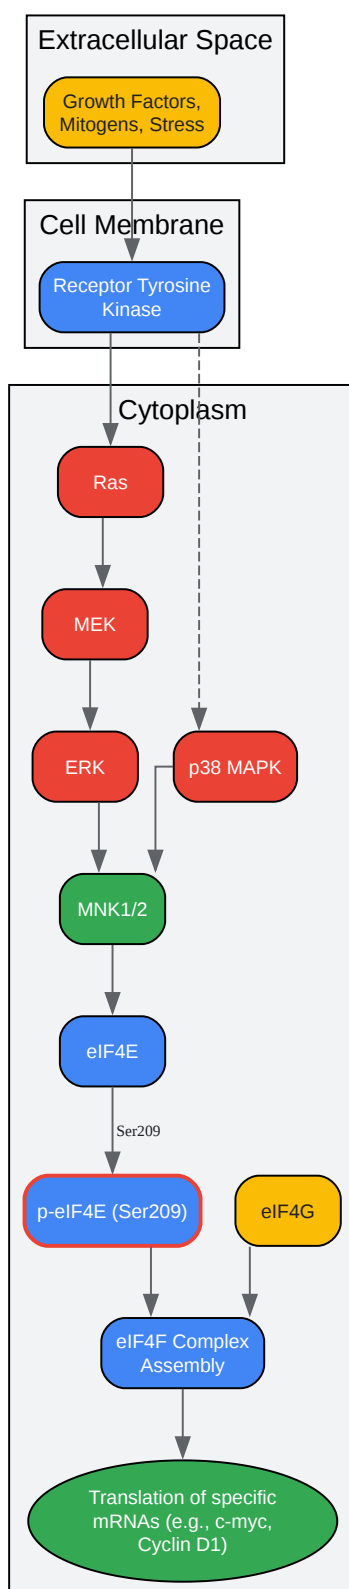 Extracellular Space
Growth Factors,
Mitogens, Stress
Cell Membrane
Receptor Tyrosine
Kinase
Cytoplasm
Ras
MEK
ERK
p38 MAPK
MNK1/2
eIF4E
Ser209
p-eIF4E (Ser209)
eIF4G
eIF4F Complex
Assembly
Translation of specific
mRNAs (e.g., c-myc,
Cyclin D1)